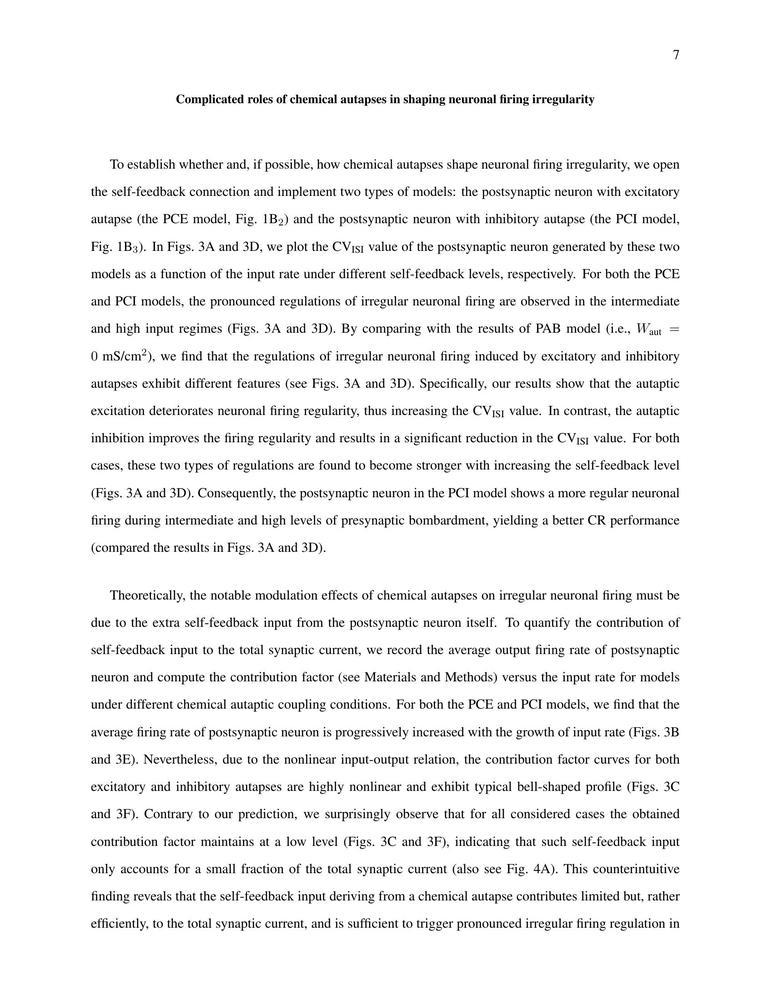 7
Complicated roles of chemical autapses in shaping neuronal firing irregularity
To establish whether and, if possible, how chemical autapses shape neuronal firing irregularity, we open
the self-feedback connection and implement two types of models: the postsynaptic neuron with excitatory
autapse (the PCE model, Fig. 1B₂) and the postsynaptic neuron with inhibitory autapse (the PCI model,
Fig. 1B₃). In Figs. 3A and 3D, we plot the CV_ISI value of the postsynaptic neuron generated by these two
models as a function of the input rate under different self-feedback levels, respectively. For both the PCE
and PCI models, the pronounced regulations of irregular neuronal firing are observed in the intermediate
and high input regimes (Figs. 3A and 3D). By comparing with the results of PAB model (i.e., W_aut =
0 mS/cm²), we find that the regulations of irregular neuronal firing induced by excitatory and inhibitory
autapses exhibit different features (see Figs. 3A and 3D). Specifically, our results show that the autaptic
excitation deteriorates neuronal firing regularity, thus increasing the CV_ISI value. In contrast, the autaptic
inhibition improves the firing regularity and results in a significant reduction in the CV_ISI value. For both
cases, these two types of regulations are found to become stronger with increasing the self-feedback level
(Figs. 3A and 3D). Consequently, the postsynaptic neuron in the PCI model shows a more regular neuronal
firing during intermediate and high levels of presynaptic bombardment, yielding a better CR performance
(compared the results in Figs. 3A and 3D).
Theoretically, the notable modulation effects of chemical autapses on irregular neuronal firing must be
due to the extra self-feedback input from the postsynaptic neuron itself. To quantify the contribution of
self-feedback input to the total synaptic current, we record the average output firing rate of postsynaptic
neuron and compute the contribution factor (see Materials and Methods) versus the input rate for models
under different chemical autaptic coupling conditions. For both the PCE and PCI models, we find that the
average firing rate of postsynaptic neuron is progressively increased with the growth of input rate (Figs. 3B
and 3E). Nevertheless, due to the nonlinear input-output relation, the contribution factor curves for both
excitatory and inhibitory autapses are highly nonlinear and exhibit typical bell-shaped profile (Figs. 3C
and 3F). Contrary to our prediction, we surprisingly observe that for all considered cases the obtained
contribution factor maintains at a low level (Figs. 3C and 3F), indicating that such self-feedback input
only accounts for a small fraction of the total synaptic current (also see Fig. 4A). This counterintuitive
finding reveals that the self-feedback input deriving from a chemical autapse contributes limited but, rather
efficiently, to the total synaptic current, and is sufficient to trigger pronounced irregular firing regulation in